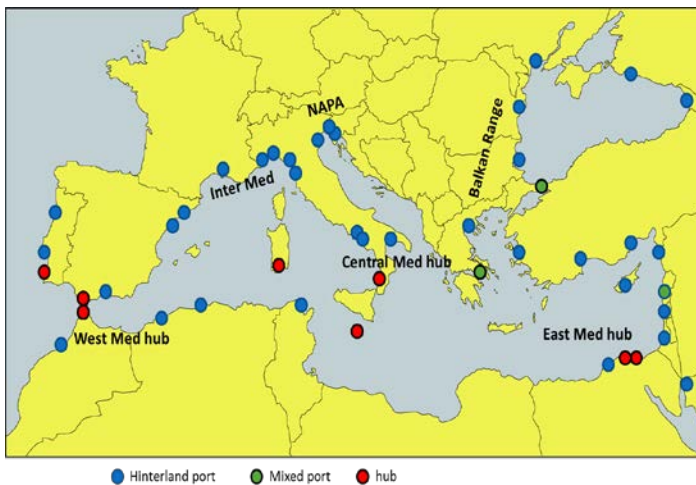 NAPA
Balkan Range
Inter Med
Central Med hub
West Med hub
East Med hub
Hinterland port
Mixed port
hub